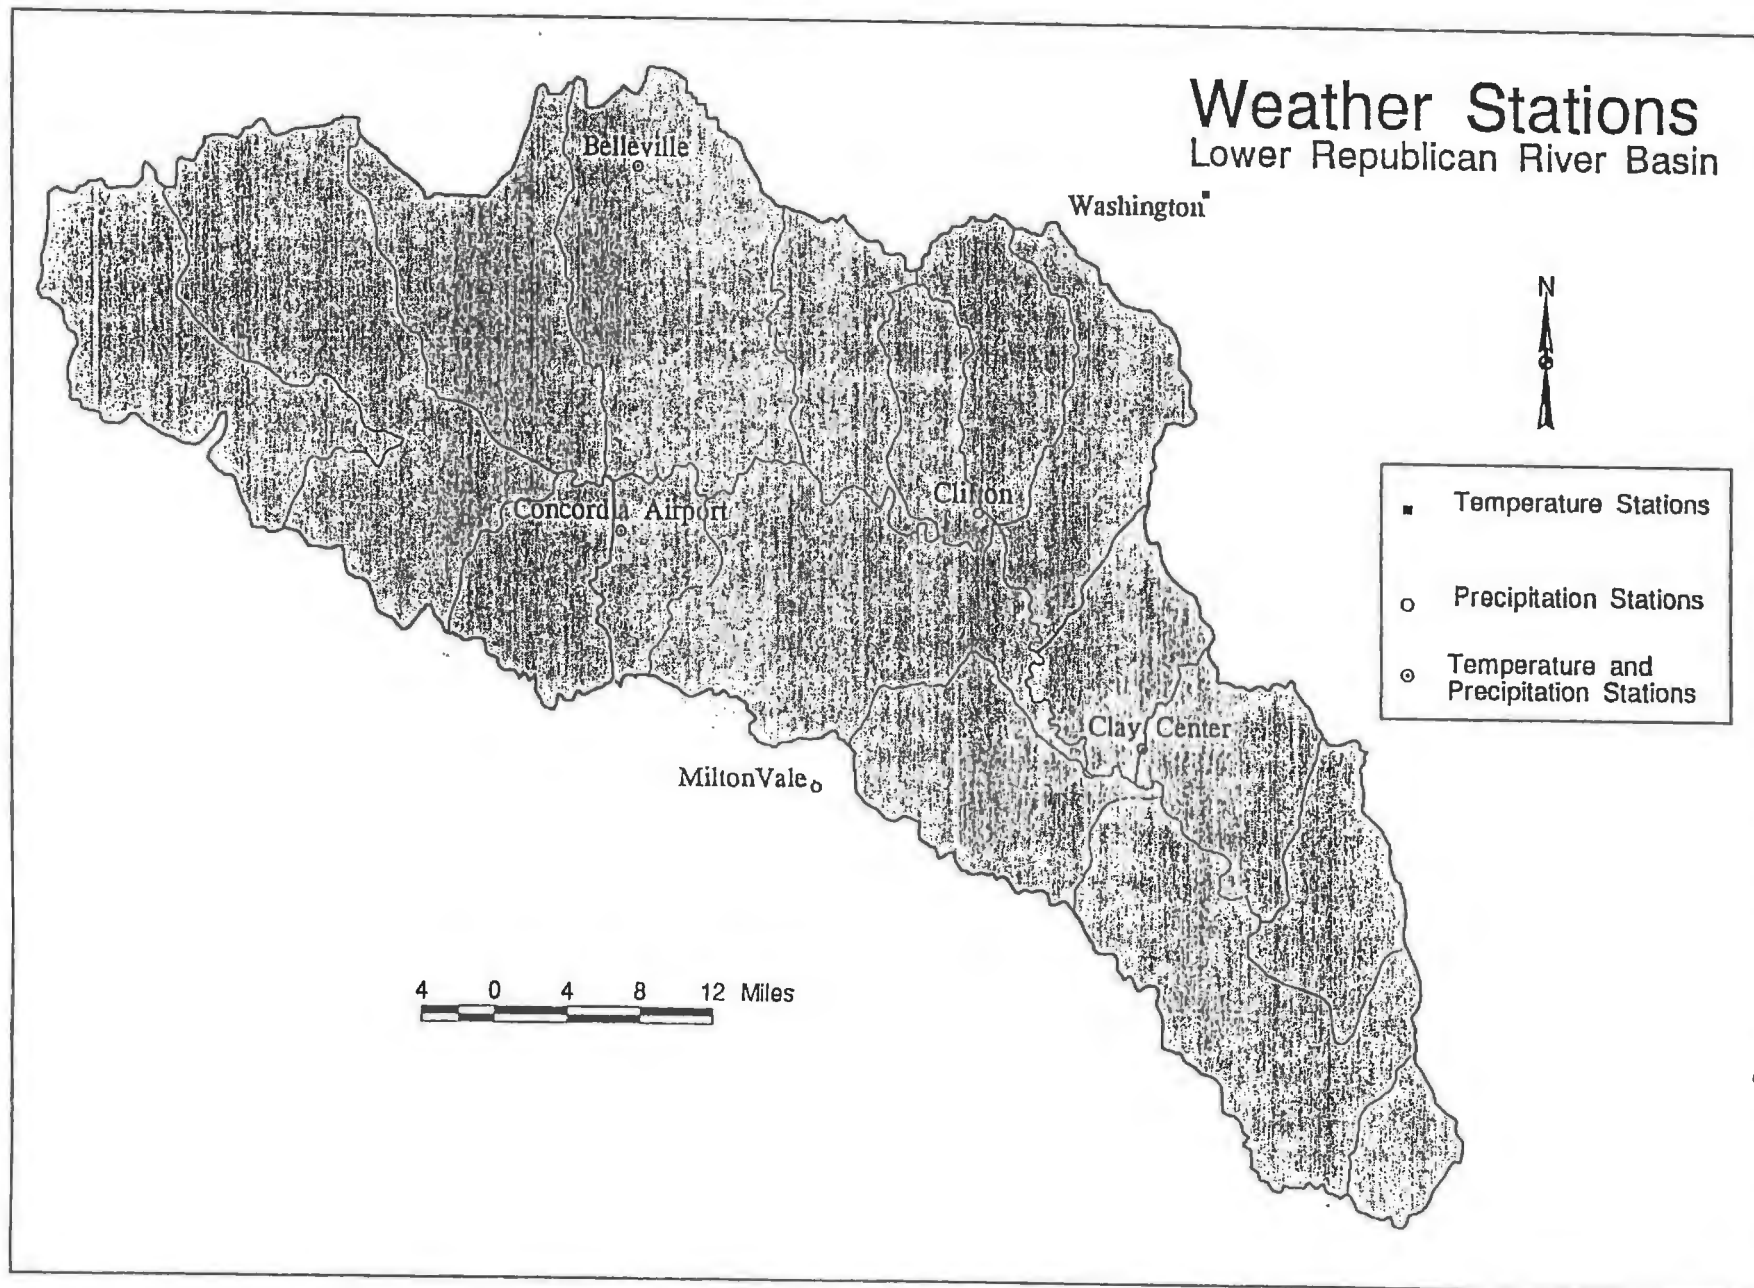 Weather Stations
Lower Republican River Basin
Belleville
Washington
N
Clifton
Concordia Airport
Temperature Stations
Precipitation Stations
Temperature and
Precipitation Stations
Clay Center
MiltonVale
4 0 4 8 12 Miles